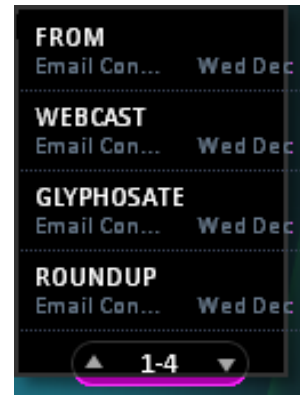 FROM
Email Con... Wed Dec
WEBCAST
Email Con... Wed Dec
GLYPHOSATE
Email Con... Wed Dec
ROUNDUP
Email Con... Wed Dec
1-4